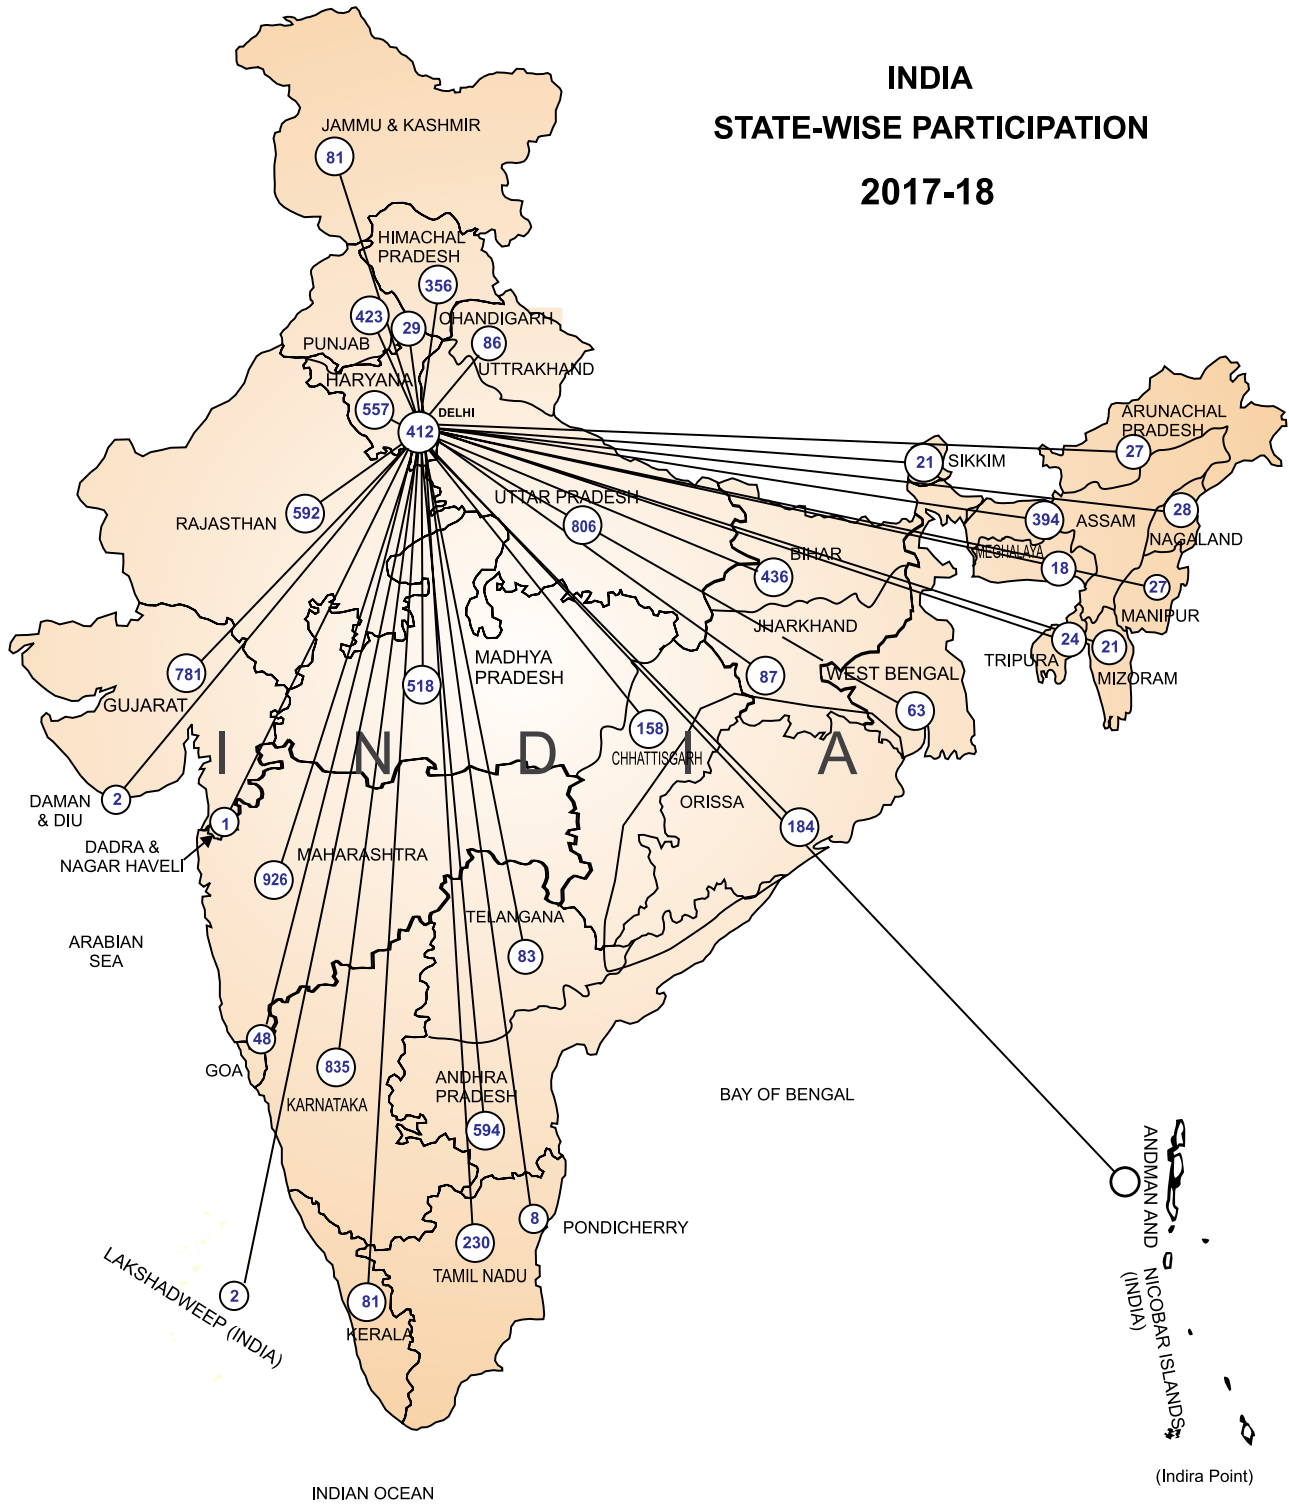 INDIA
STATE-WISE PARTICIPATION
2017-18
JAMMU & KASHMIR
81
HIMACHAL
PRADESH
356
423
PUNJAB
29
CHANDIGARH
86
UTTRAKHAND
HARYANA
557
DELHI
412
ARUNACHAL
PRADESH
27
21
SIKKIM
RAJASTHAN
592
UTTAR PRADESH
806
394
ASSAM
28
NAGALAND
BIHAR
436
MEGHALAYA
18
27
MANIPUR
JHARKHAND
87
24
TRIPURA
21
MIZORAM
781
GUJARAT
518
MADHYA
PRADESH
WEST BENGAL
63
158
CHHATTISGARH
I N D I A
ORISSA
184
DAMAN
& DIU
2
1
DADRA &
NAGAR HAVELI
MAHARASHTRA
926
TELANGANA
83
ARABIAN
SEA
48
GOA
835
KARNATAKA
ANDHRA
PRADESH
594
BAY OF BENGAL
8
PONDICHERRY
230
TAMIL NADU
LAKSHADWEEP (INDIA)
2
81
KERALA
ANDMAN AND NICOBAR ISLANDS
(INDIA)
(Indira Point)
INDIAN OCEAN